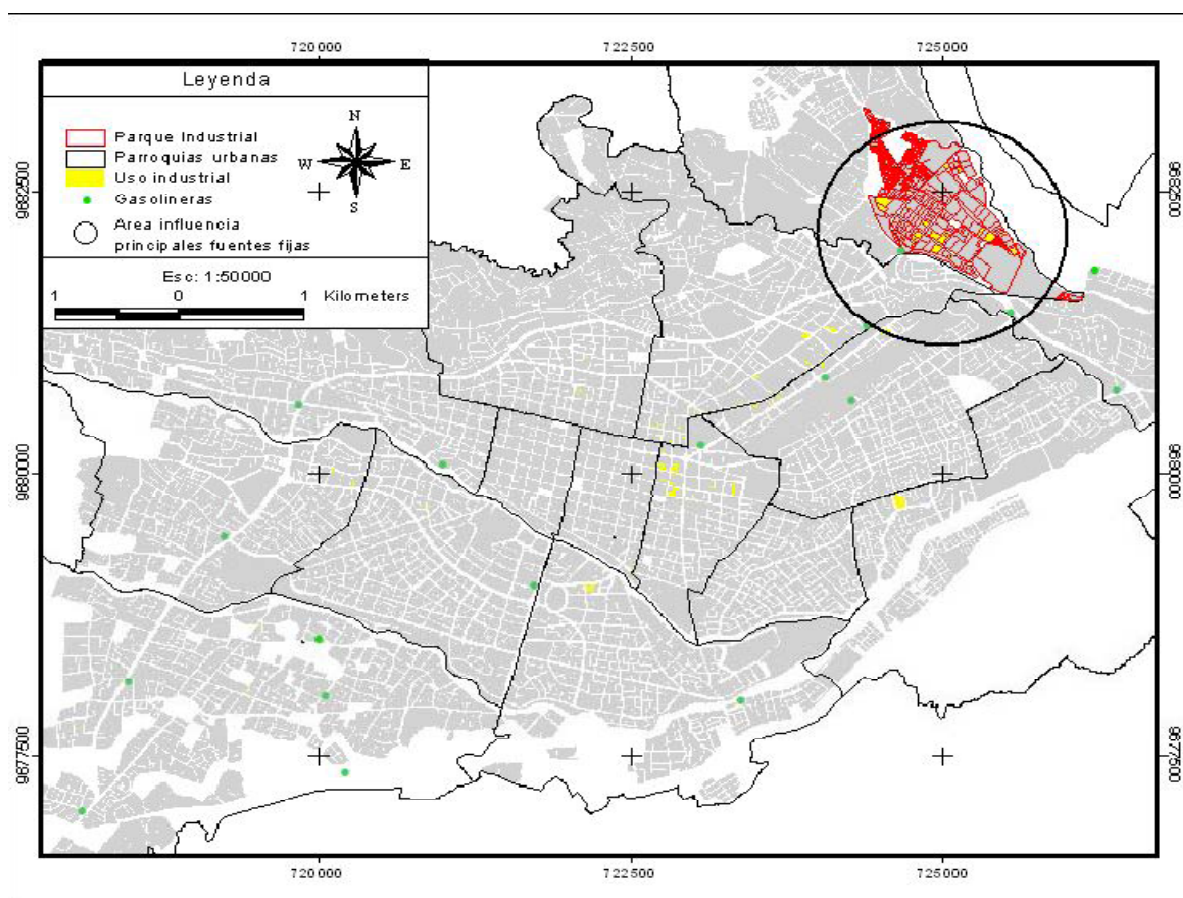 720000 722500 725000
Leyenda
Parque Industrial
Parroquias urbanas
Uso industrial
Gasolineras
Area influencia
principales fuentes fijas
N
W E
S
Esc: 1:50000
1 0 1 Kilometers
9682500 9682500
9680000 9680000
9677500 9677500
720000 722500 725000